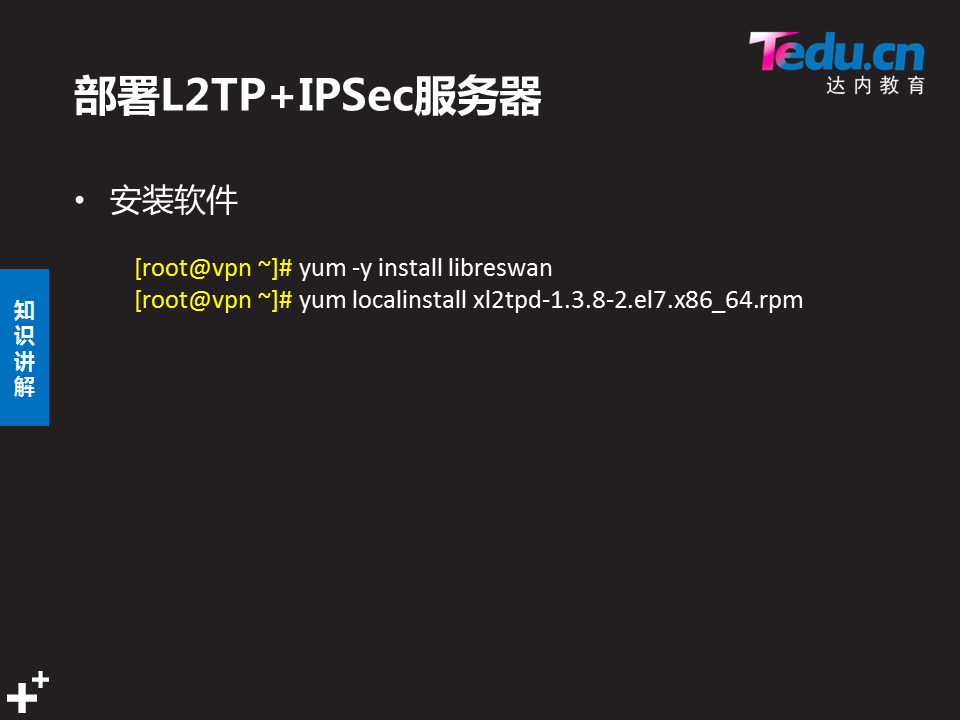 Tedu.cn
达内教育
部署L2TP+IPSec服务器
• 安装软件
[root@vpn ~]# yum -y install libreswan
[root@vpn ~]# yum localinstall xl2tpd-1.3.8-2.el7.x86_64.rpm
知
识
讲
解